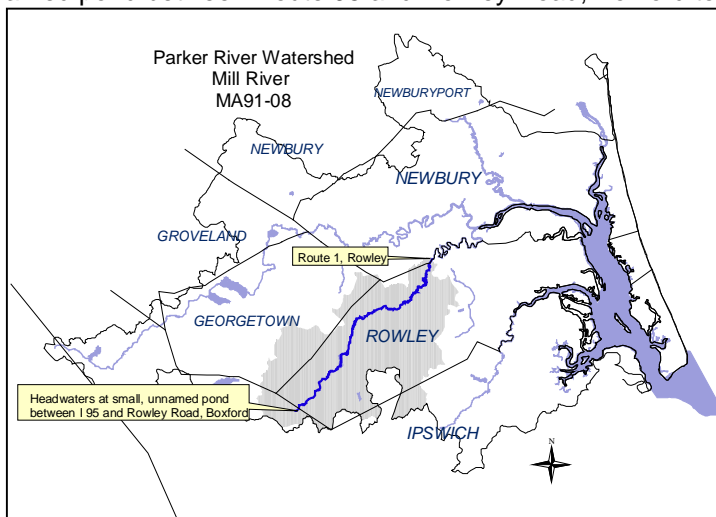 Parker River Watershed
Mill River
MA91-08
NEWBURYPORT
NEWBURY
NEWBURY
GROVELAND
Route 1, Rowley
GEORGETOWN
ROWLEY
Headwaters at small, unnamed pond
between I 95 and Rowley Road, Boxford
IPSWICH
N